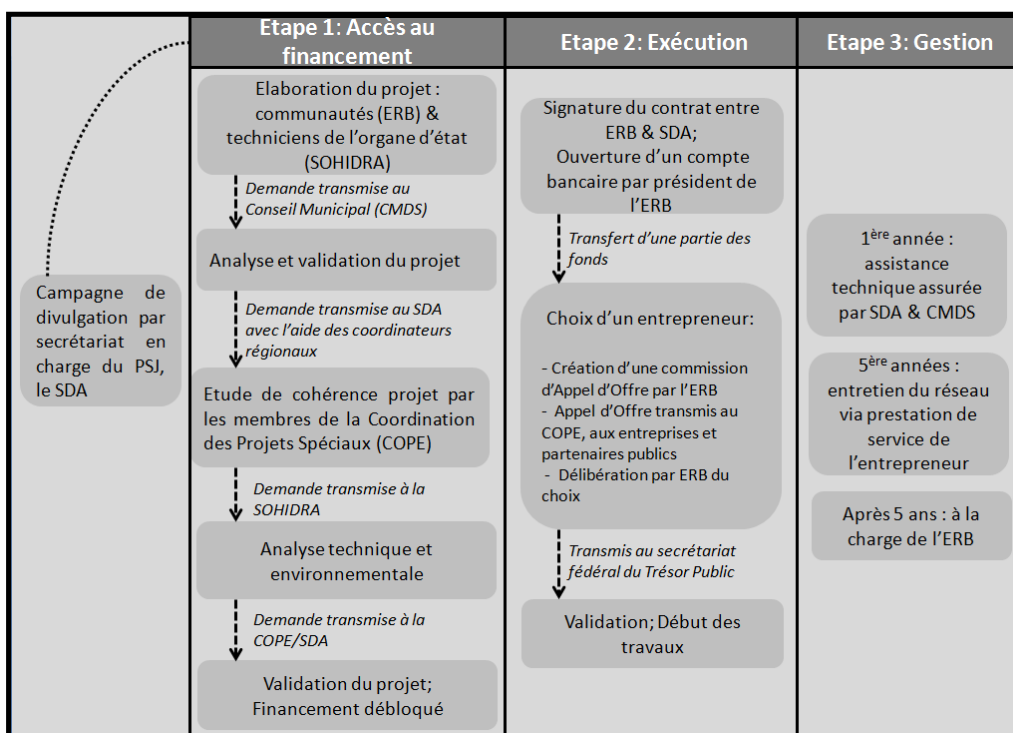 Campagne de
divulgation par
secrétariat en
charge du PSJ,
le SDA
Etape 1: Accès au
financement
Elaboration du projet :
communautés (ERB) &
techniciens de l'organe d'état
(SOHIDRA)
Demande transmise au
Conseil Municipal (CMDS)
Analyse et validation du projet
Demande transmise au SDA
avec l'aide des coordinateurs
régionaux
Etude de cohérence projet par
les membres de la Coordination
des Projets Spéciaux (COPE)
Demande transmise à la
SOHIDRA
Analyse technique et
environnementale
Demande transmise à la
COPE/SDA
Validation du projet;
Financement débloqué
Etape 2: Exécution
Signature du contrat entre
ERB & SDA;
Ouverture d'un compte
bancaire par président de
l'ERB
Transfert d'une partie des
fonds
Choix d'un entrepreneur:
- Création d'une commission
d'Appel d'Offre par l'ERB
- Appel d'Offre transmis au
COPE, aux entreprises et
partenaires publics
- Délibération par ERB du
choix
Transmis au secrétariat
fédéral du Trésor Public
Validation; Début des
travaux
Etape 3: Gestion
1ère année :
assistance
technique assurée
par SDA & CMDS
5ère années :
entretien du réseau
via prestation de
service de
l'entrepreneur
Après 5 ans : à la
charge de l'ERB